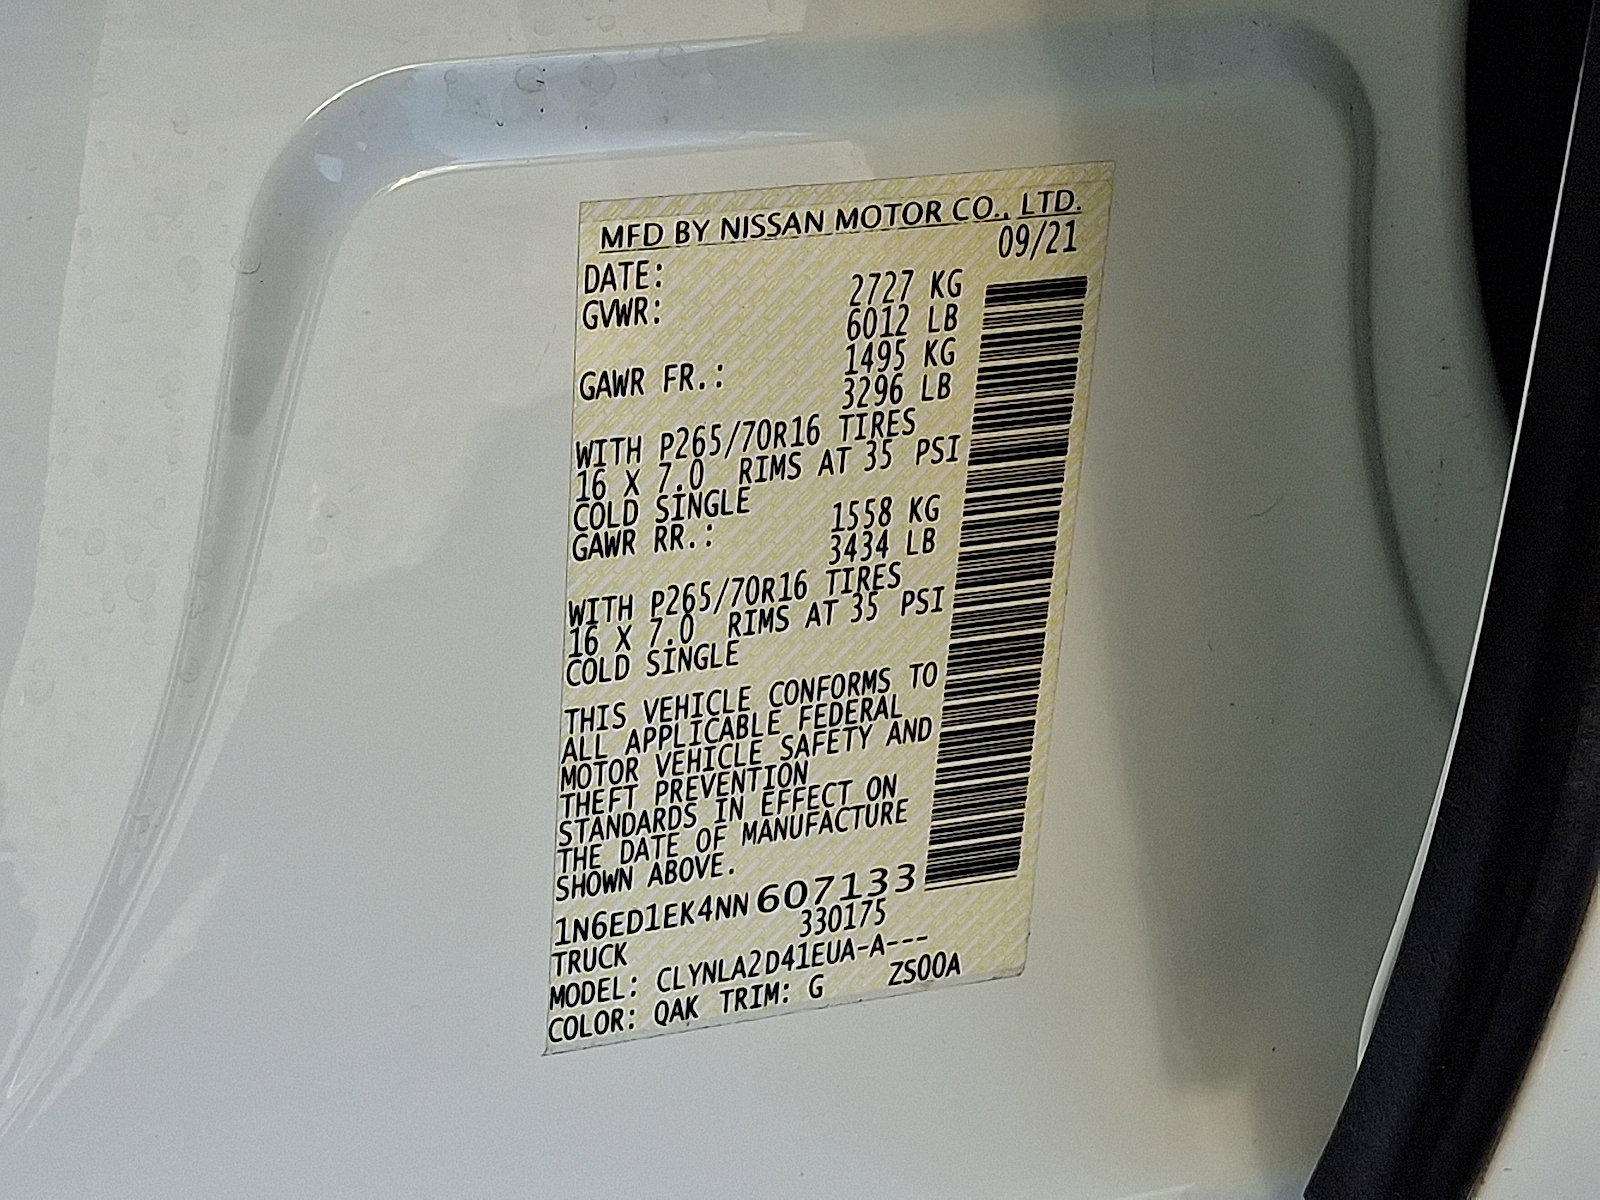 MFD BY NISSAN MOTOR CO., LTD.
DATE: 09/21
GVWR: 2727 KG
6012 LB
GAWR FR.: 1495 KG
3296 LB
WITH P265/70R16 TIRES
16 X 7.0 RIMS AT 35 PSI
COLD SINGLE
GAWR RR.: 1558 KG
3434 LB
WITH P265/70R16 TIRES
16 X 7.0 RIMS AT 35 PSI
COLD SINGLE
THIS VEHICLE CONFORMS TO
ALL APPLICABLE FEDERAL
MOTOR VEHICLE SAFETY AND
THEFT PREVENTION
STANDARDS IN EFFECT ON
THE DATE OF MANUFACTURE
SHOWN ABOVE.
1N6ED1EK4NN607133
TRUCK 330175
MODEL: CLYNLA2D41EUA-A---
COLOR: QAK TRIM: G ZS00A